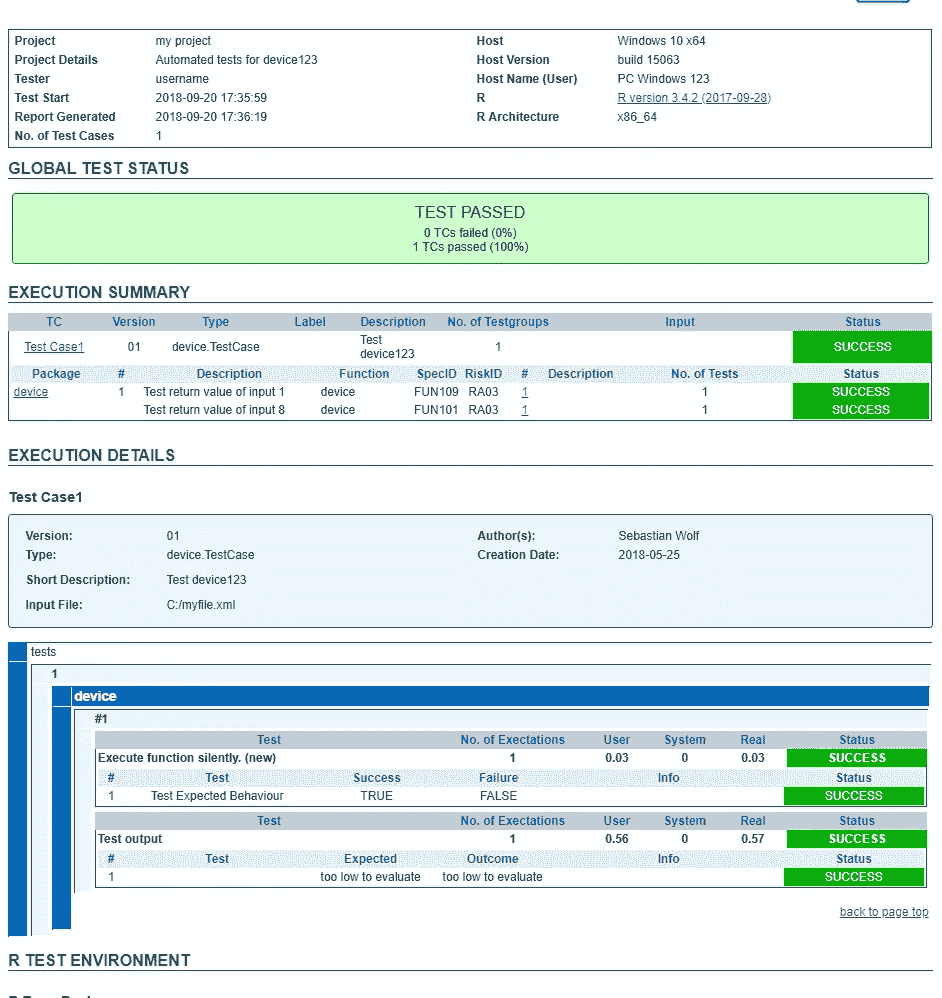 Project my project Host Windows 10 x64
Project Details Automated tests for device123 Host Version build 15063
Tester username Host Name (User) PC Windows 123
Test Start 2018-09-20 17:35:59 R R version 3.4.2 (2017-09-28)
Report Generated 2018-09-20 17:36:19 R Architecture x86_64
No. of Test Cases 1
GLOBAL TEST STATUS
TEST PASSED
0 TCs failed (0%)
1 TCs passed (100%)
EXECUTION SUMMARY
TC Version Type Label Description No. of Testgroups Input Status
Test Case1 01 device.TestCase Test device123 1 SUCCESS
Package # Description Function SpecID RiskID # Description No. of Tests Status
device 1 Test return value of input 1 device FUN109 RA03 1 1 SUCCESS
Test return value of input 8 device FUN101 RA03 1 1 SUCCESS
EXECUTION DETAILS
Test Case1
Version: 01 Author(s): Sebastian Wolf
Type: device.TestCase Creation Date: 2018-05-25
Short Description: Test device123
Input File: C:/myfile.xml
tests
1
device
#1
Test No. of Exectations User System Real Status
Execute function silently. (new) 1 0.03 0 0.03 SUCCESS
# Test Success Failure Info Status
1 Test Expected Behaviour TRUE FALSE SUCCESS
Test No. of Exectations User System Real Status
Test output 1 0.56 0 0.57 SUCCESS
# Test Expected Outcome Info Status
1 too low to evaluate too low to evaluate SUCCESS
back to page top
R TEST ENVIRONMENT